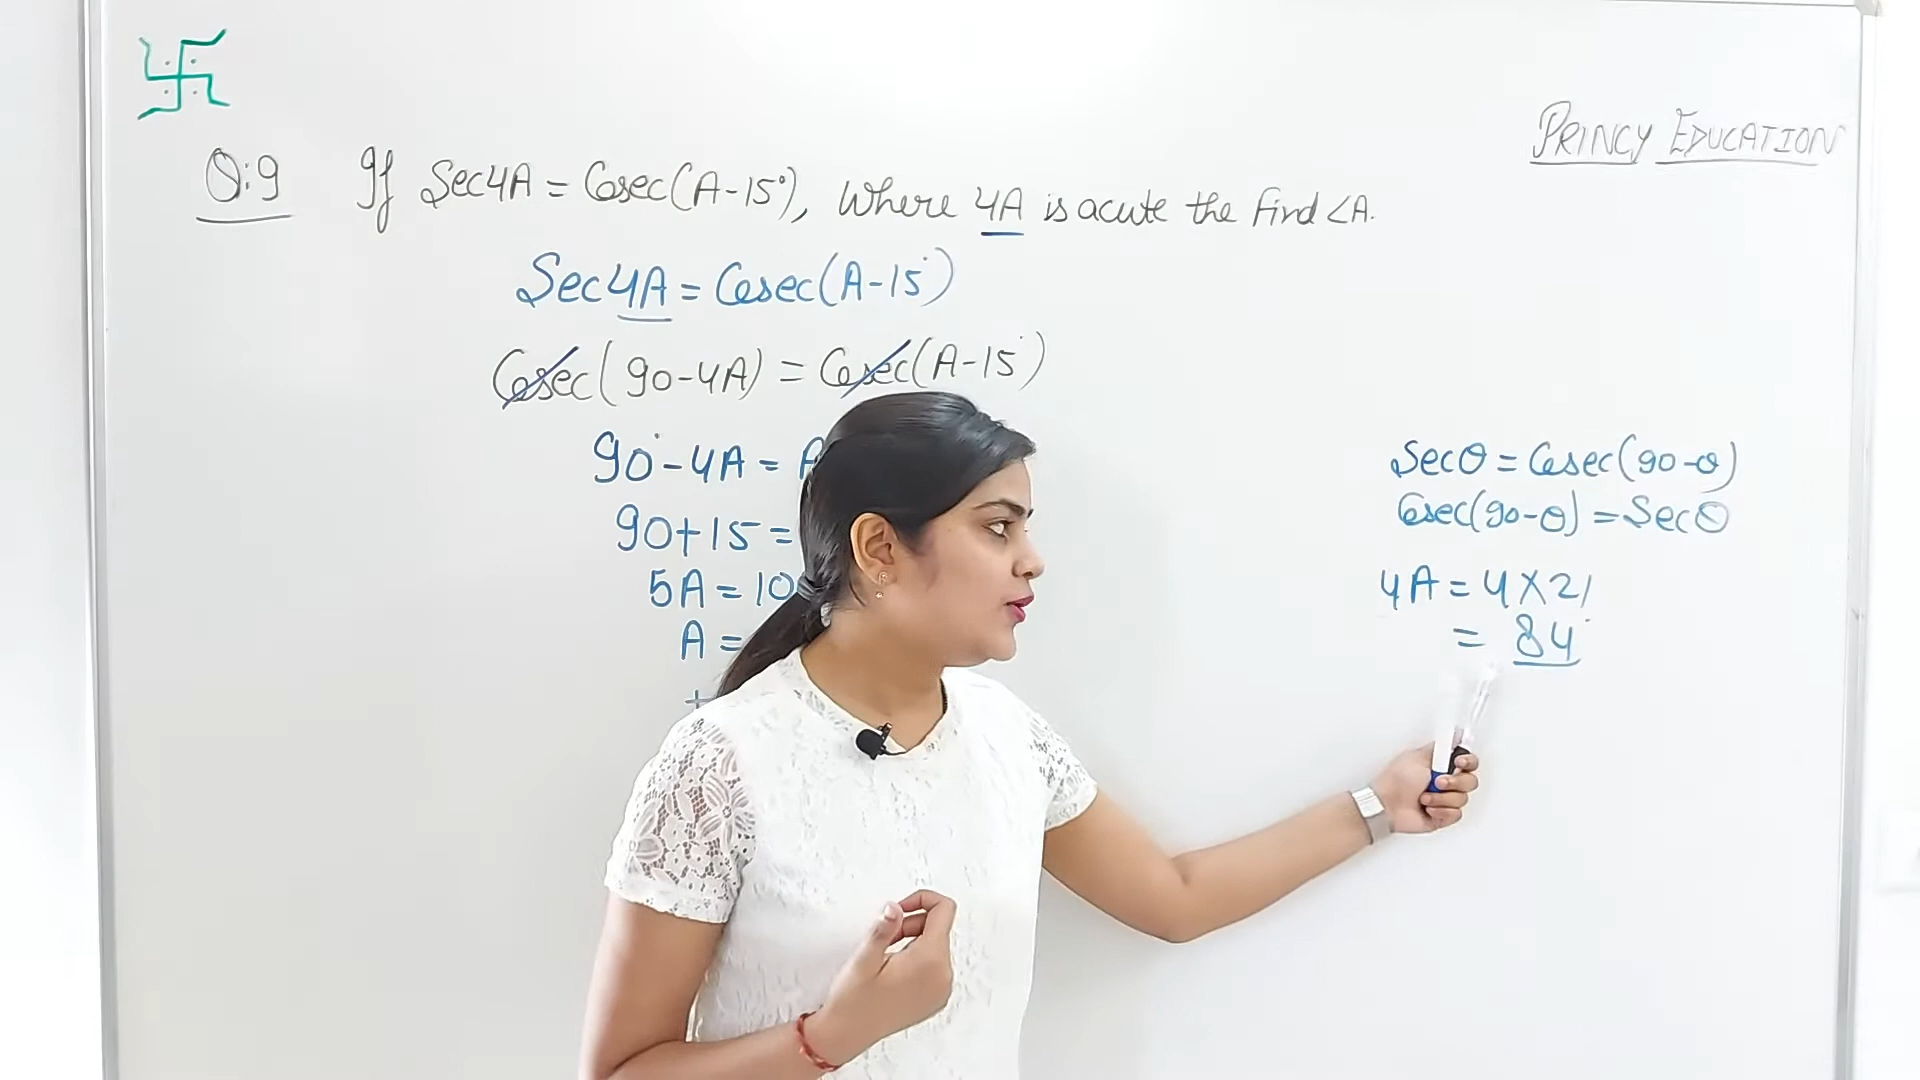 PRINCY EDUCATION
Q:9 If Sec4A = Cosec(A-15°), Where 4A is acute the find ∠A.
Sec4A = Cosec(A-15°)
Cosec(90-4A) = Cosec(A-15°)
90°-4A =
90+15 =
5A = 10
A =
Secθ = Cosec(90-θ)
Cosec(90-θ) = Secθ
4A = 4×21
= 84°